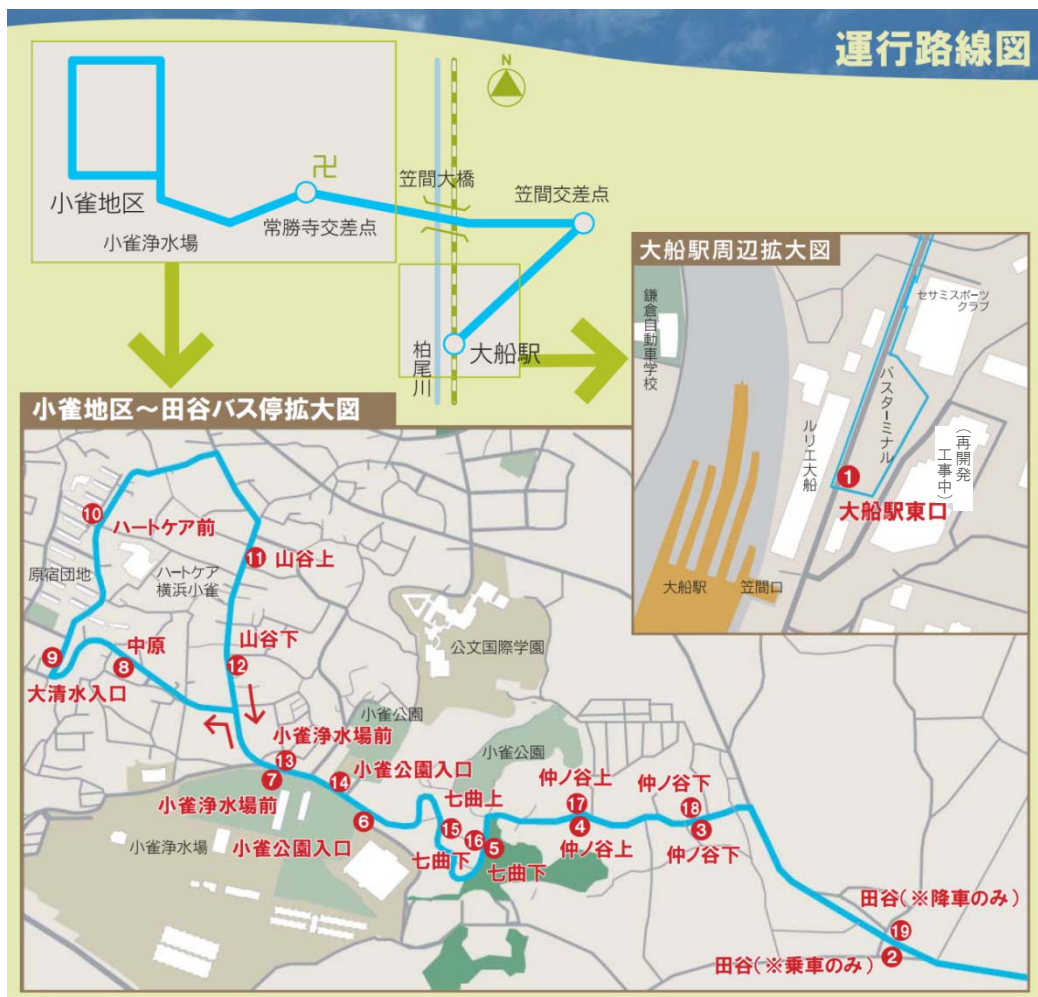 運行路線図
N
卍
小雀地区
小雀浄水場
常勝寺交差点
笠間大橋
笠間交差点
柏尾川
大船駅
大船駅周辺拡大図
鎌倉自動車学校
セサミスポーツ
クラブ
バスターミナル
ルリエ大船
(再開発
工事中)
1
大船駅東口
大船駅
笠間口
小雀地区~田谷バス停拡大図
10
ハートケア前
原宿団地
ハートケア
横浜小雀
11
山谷上
9
大清水入口
中原
8
山谷下
12
公文国際学園
小雀公園
小雀浄水場前
13
7
小雀浄水場前
14
小雀公園入口
6
小雀公園入口
小雀浄水場
小雀公園
七曲上
15
16
七曲下
5
七曲下
仲ノ谷上
17
4
仲ノ谷上
仲ノ谷下
18
3
仲ノ谷下
田谷(※降車のみ)
19
2
田谷(※乗車のみ)